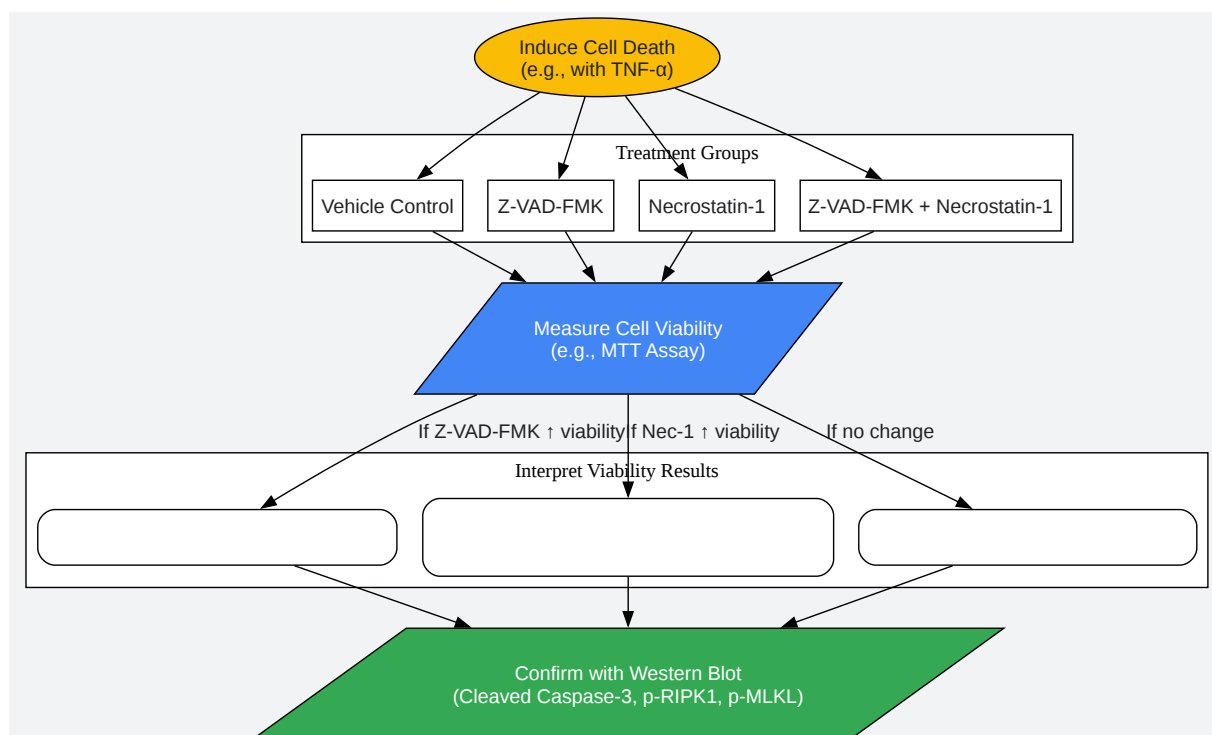 Induce Cell Death
(e.g., with TNF-α)
Treatment Groups
Vehicle Control
Z-VAD-FMK
Necrostatin-1
Z-VAD-FMK + Necrostatin-1
Measure Cell Viability
(e.g., MTT Assay)
If Z-VAD-FMK ↑ viability
If Nec-1 ↑ viability
If no change
Interpret Viability Results
Confirm with Western Blot
(Cleaved Caspase-3, p-RIPK1, p-MLKL)